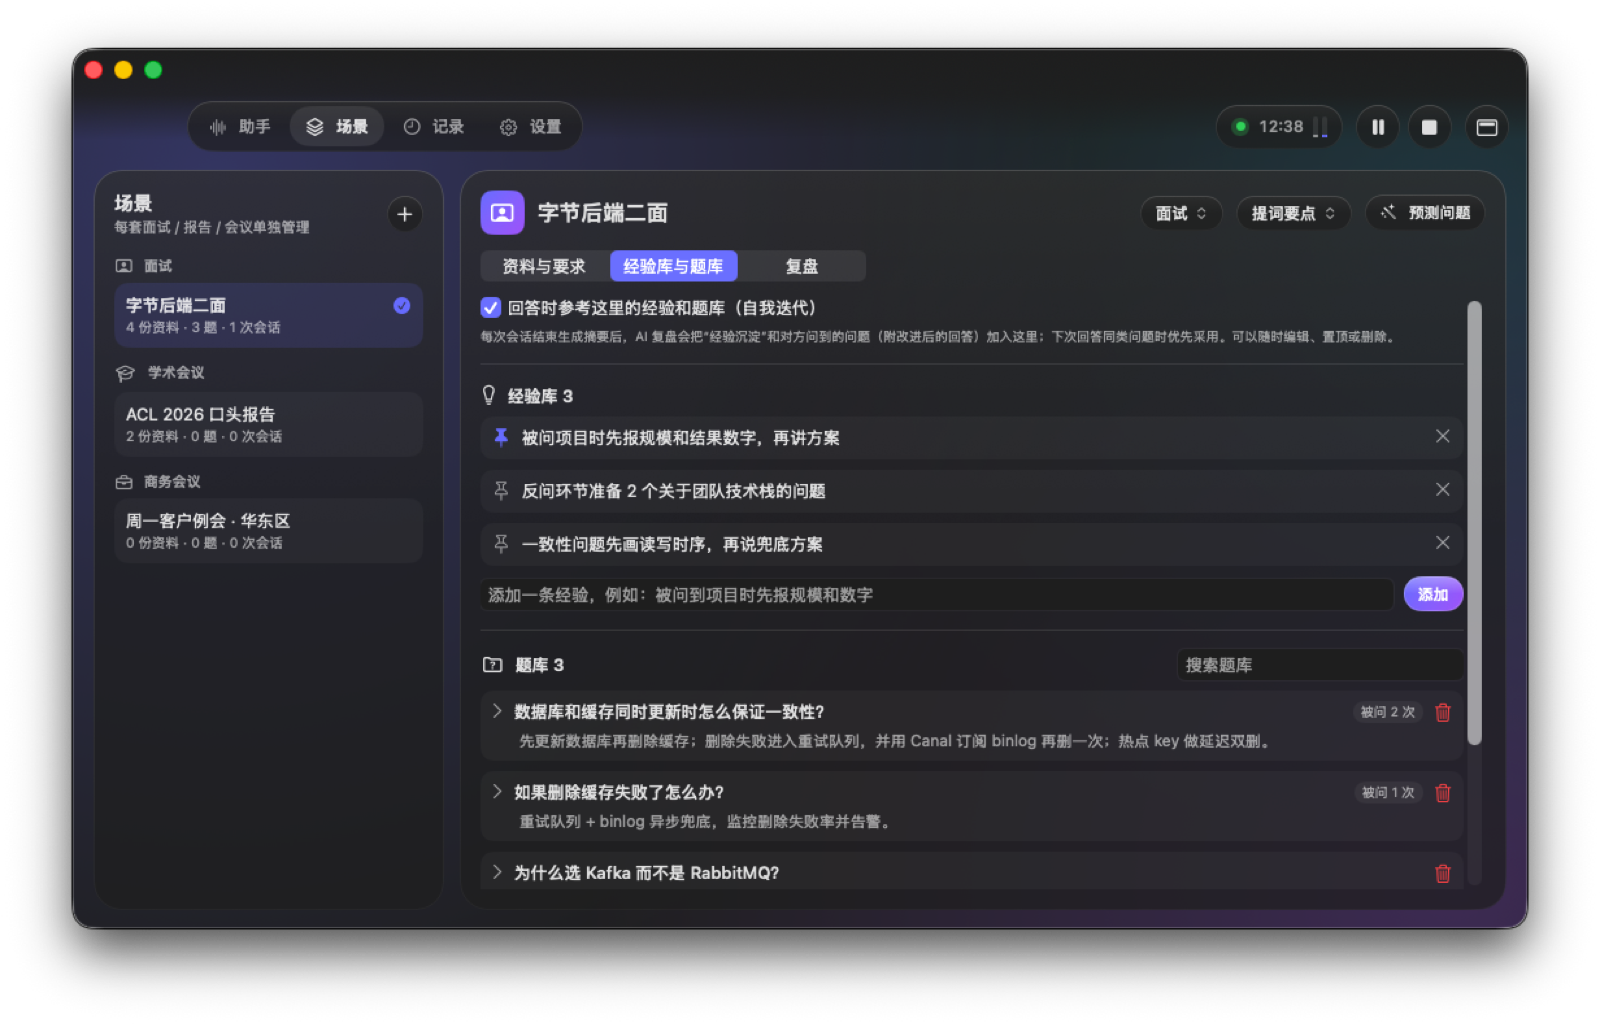 助手
场景
记录
设置
12:38
场景
每套面试 / 报告 / 会议单独管理
面试
字节后端二面
4 份资料 · 3 题 · 1 次会话
学术会议
ACL 2026 口头报告
2 份资料 · 0 题 · 0 次会话
商务会议
周一客户例会 · 华东区
0 份资料 · 0 题 · 0 次会话
字节后端二面
面试
提词要点
预测问题
资料与要求
经验库与题库
复盘
回答时参考这里的经验和题库（自我迭代）
每次会话结束生成摘要后，AI 复盘会把“经验沉淀”和对方问到的问题（附改进后的回答）加入这里；下次回答同类问题时优先采用。可以随时编辑、置顶或删除。
经验库 3
被问项目时先报规模和结果数字，再讲方案
反问环节准备 2 个关于团队技术栈的问题
一致性问题先画读写时序，再说兜底方案
添加一条经验，例如：被问到项目时先报规模和数字
添加
题库 3
搜索题库
数据库和缓存同时更新时怎么保证一致性?
被问 2 次
先更新数据库再删除缓存；删除失败进入重试队列，并用 Canal 订阅 binlog 再删一次；热点 key 做延迟双删。
如果删除缓存失败了怎么办?
被问 1 次
重试队列 + binlog 异步兜底，监控删除失败率并告警。
为什么选 Kafka 而不是 RabbitMQ?